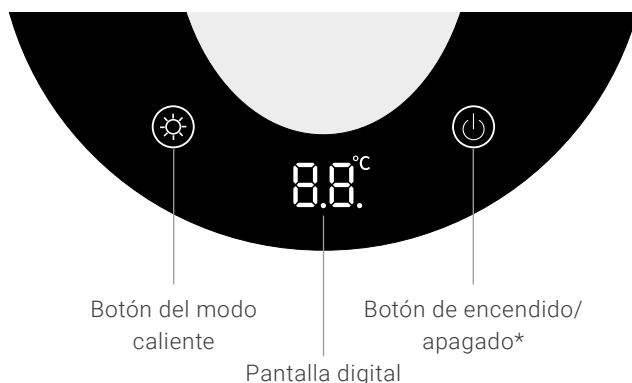 8.8.°C
Botón del modo
caliente
Botón de encendido/
apagado*
Pantalla digital